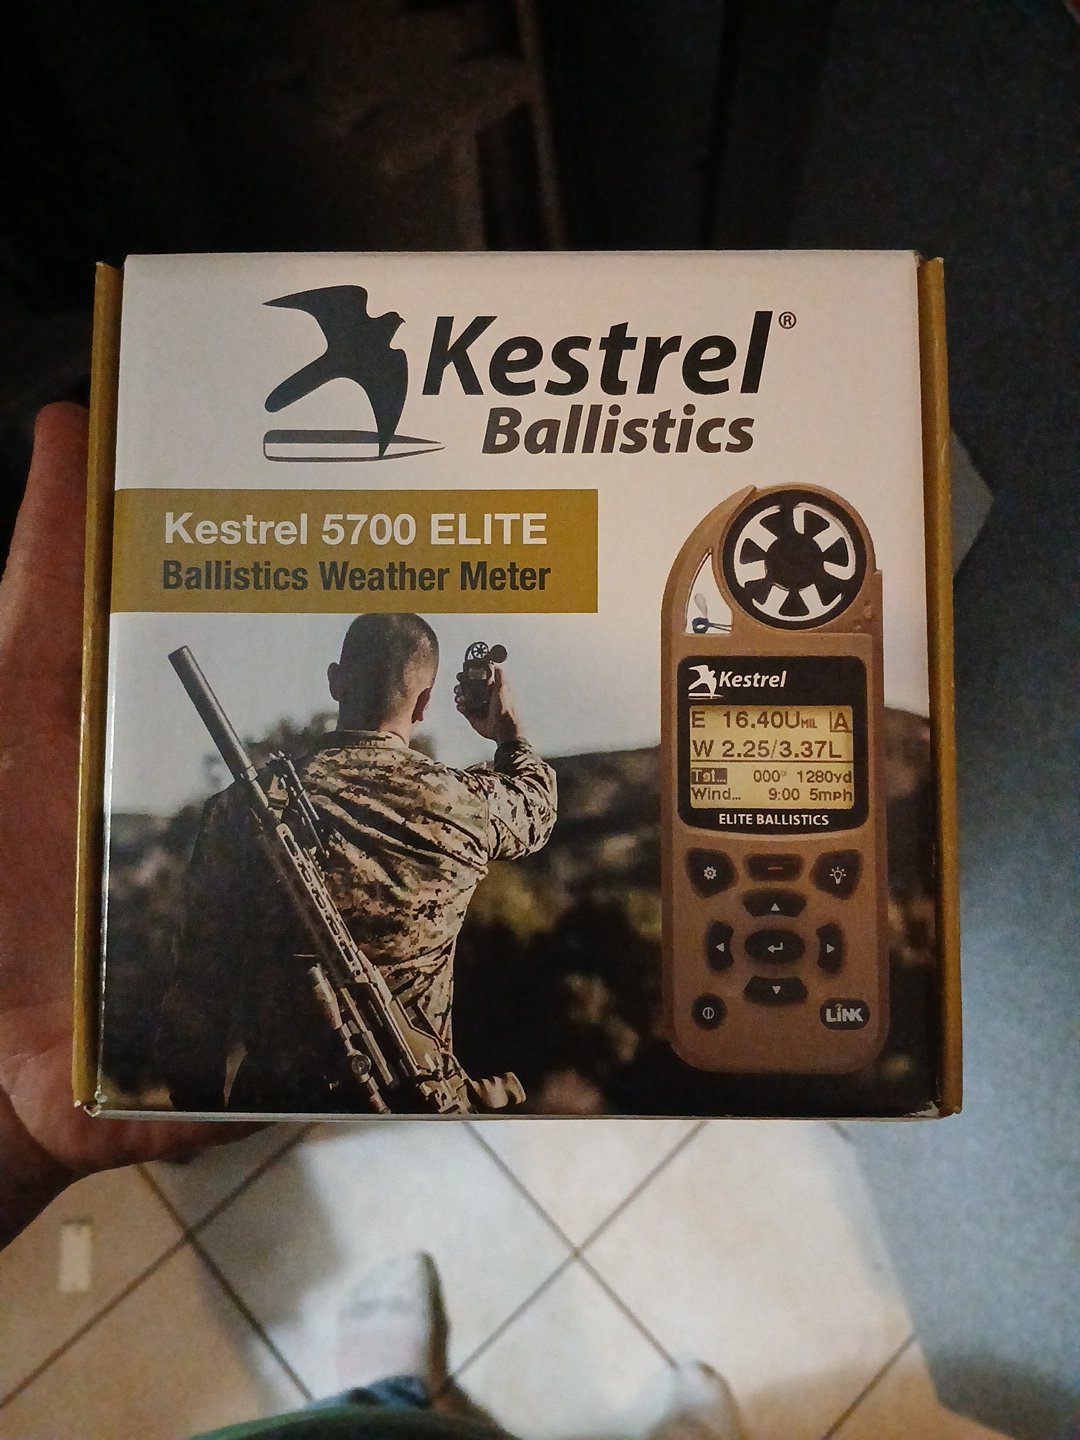 Kestrel®
Ballistics
Kestrel 5700 ELITE
Ballistics Weather Meter
Kestrel
E 16.40UMIL A
W 2.25/3.37L
Tgt... 000° 1280yd
Wind... 9:00 5mph
ELITE BALLISTICS
LiNK